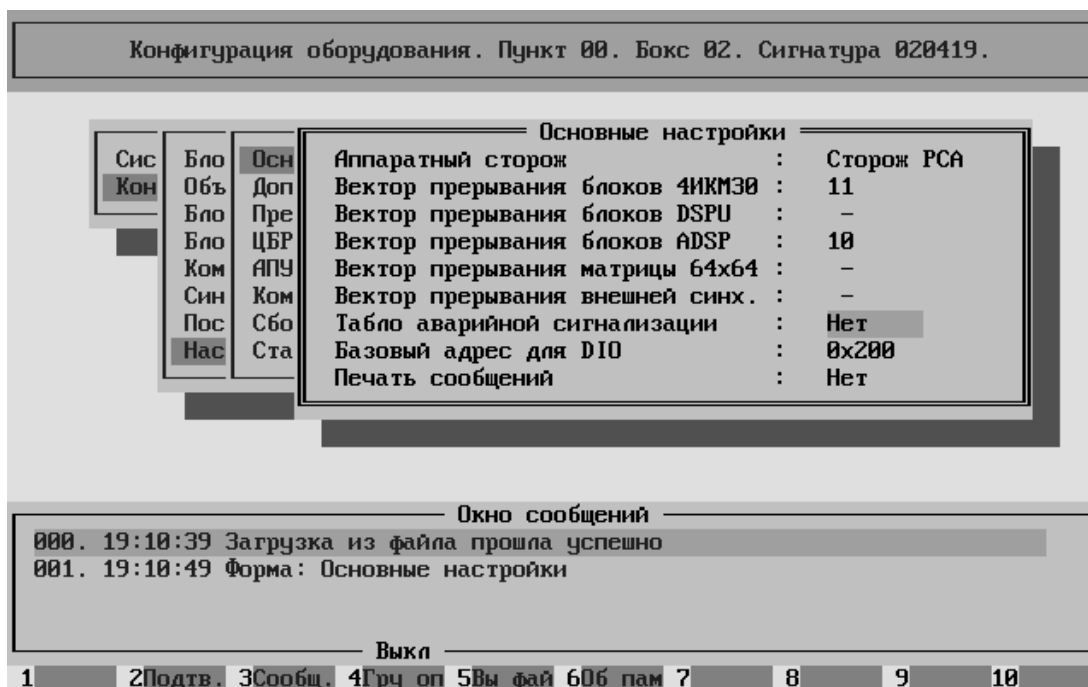 Конфигурация оборудования. Пункт 00. Бокс 02. Сигнатура 020419.
Основные настройки
Сис Бло Осн Аппаратный сторож : Сторож PCA
Кон Объ Доп Вектор прерывания блоков 4ИКМ30 : 11
Бло Пре Вектор прерывания блоков DSPU : –
Бло ЦБР Вектор прерывания блоков ADSP : 10
Ком АПУ Вектор прерывания матрицы 64x64 : –
Син Ком Вектор прерывания внешней синх. : –
Пос Сбо Табло аварийной сигнализации : Нет
Нас Ста Базовый адрес для DIO : 0x200
Печать сообщений : Нет
Окно сообщений
000. 19:10:39 Загрузка из файла прошла успешно
001. 19:10:49 Форма: Основные настройки
Выкл
1 2Подтв. 3Сообщ. 4Грч оп 5Вы фай 6Об пам 7 8 9 10